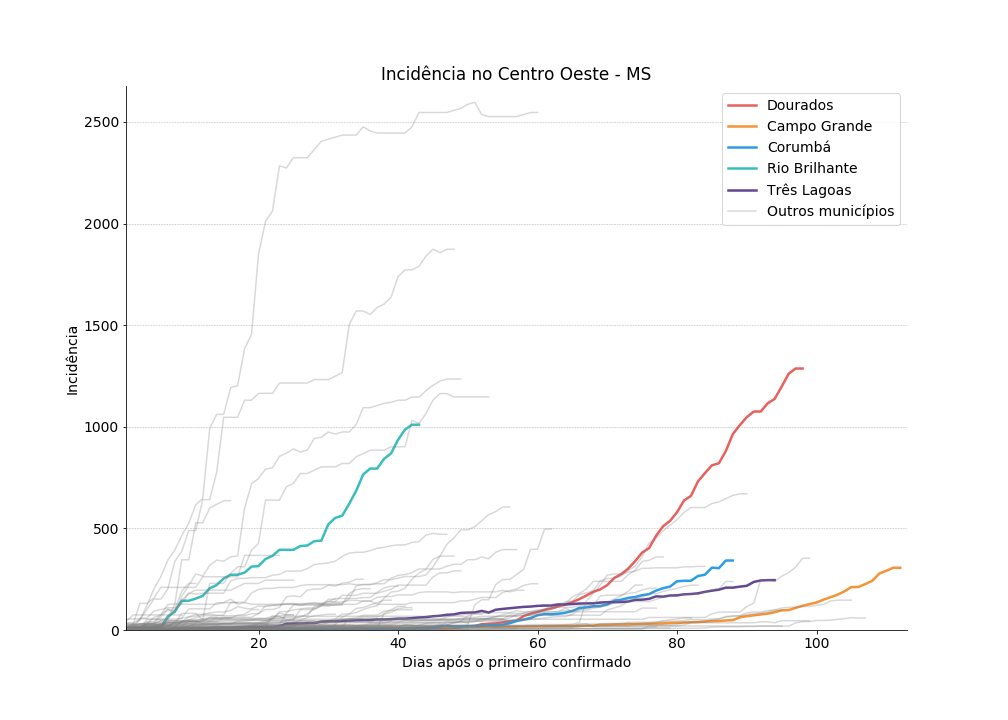 Incidência no Centro Oeste - MS
Dourados
Campo Grande
Corumbá
Rio Brilhante
Três Lagoas
Outros municípios
Incidência
2500
2000
1500
1000
500
0
20
40
60
80
100
Dias após o primeiro confirmado